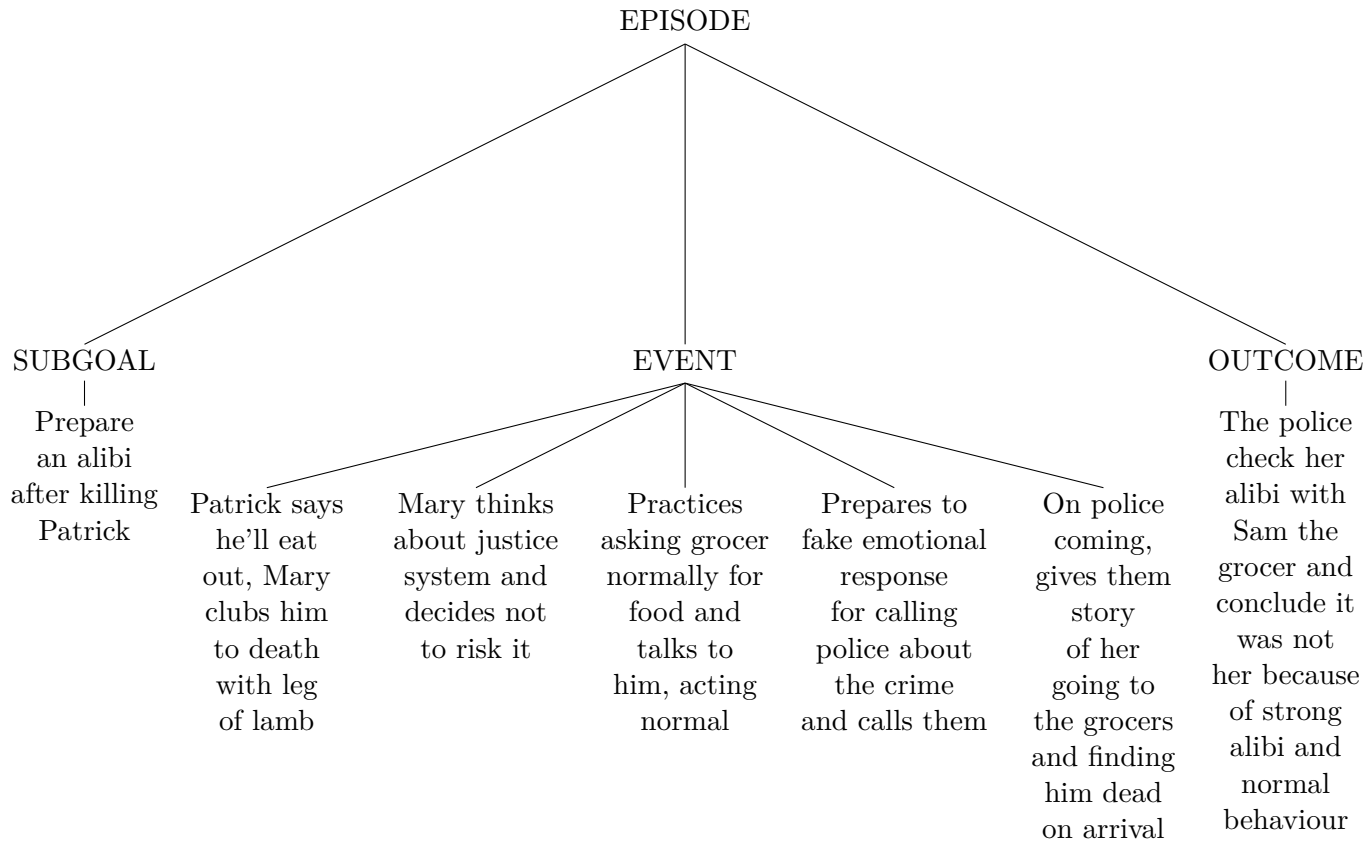 EPISODE
SUBGOAL
Prepare
an alibi
after killing
Patrick
EVENT
Patrick says
he'll eat
out, Mary
clubs him
to death
with leg
of lamb
Mary thinks
about justice
system and
decides not
to risk it
Practices
asking grocer
normally for
food and
talks to
him, acting
normal
Prepares to
fake emotional
response
for calling
police about
the crime
and calls them
On police
coming,
gives them
story
of her
going to
the grocers
and finding
him dead
on arrival
OUTCOME
The police
check her
alibi with
Sam the
grocer and
conclude it
was not
her because
of strong
alibi and
normal
behaviour